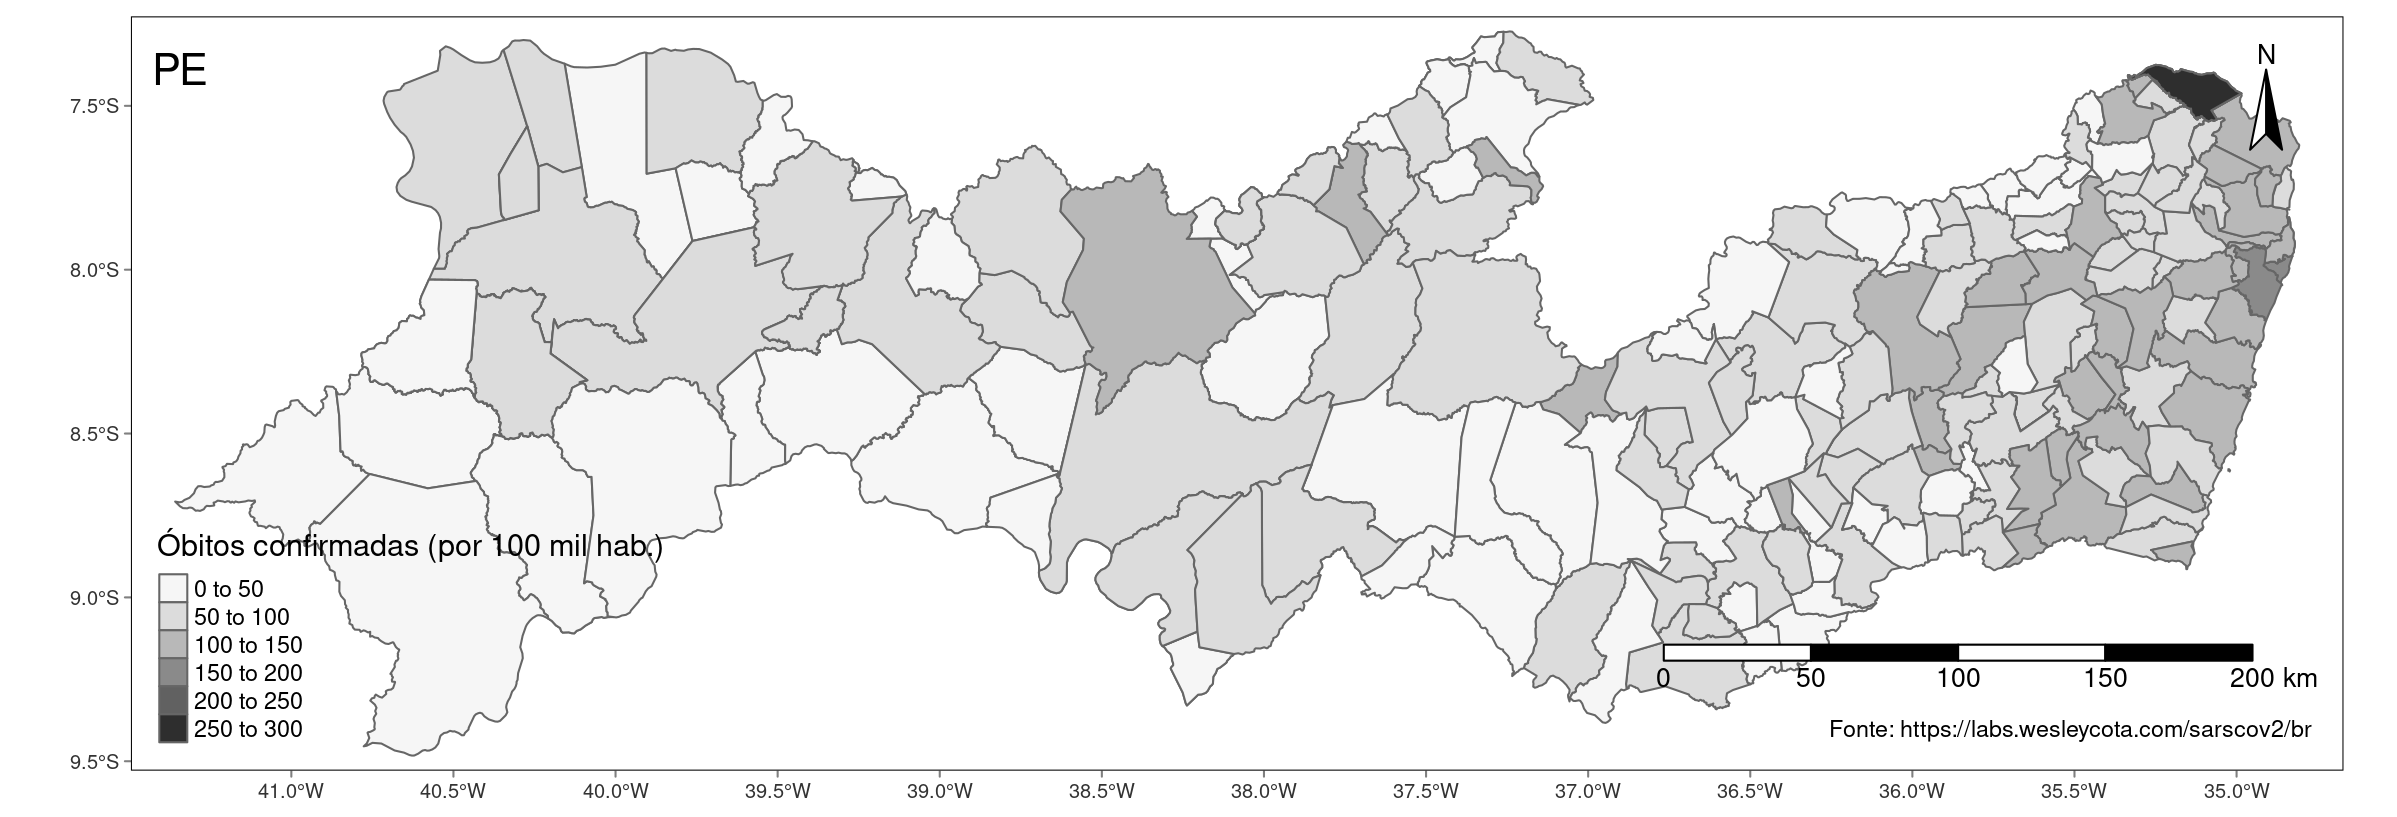 PE
N
7.5°S
8.0°S
8.5°S
9.0°S
9.5°S
Óbitos confirmadas (por 100 mil hab.)
0 to 50
50 to 100
100 to 150
150 to 200
200 to 250
250 to 300
0 50 100 150 200 km
Fonte: https://labs.wesleycota.com/sarscov2/br
41.0°W 40.5°W 40.0°W 39.5°W 39.0°W 38.5°W 38.0°W 37.5°W 37.0°W 36.5°W 36.0°W 35.5°W 35.0°W